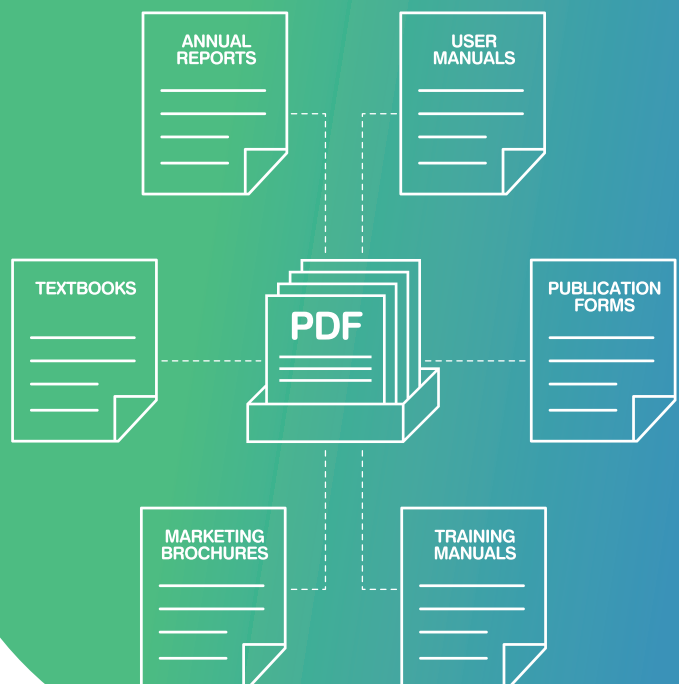 ANNUAL
REPORTS
USER
MANUALS
TEXTBOOKS
PDF
PUBLICATION
FORMS
MARKETING
BROCHURES
TRAINING
MANUALS